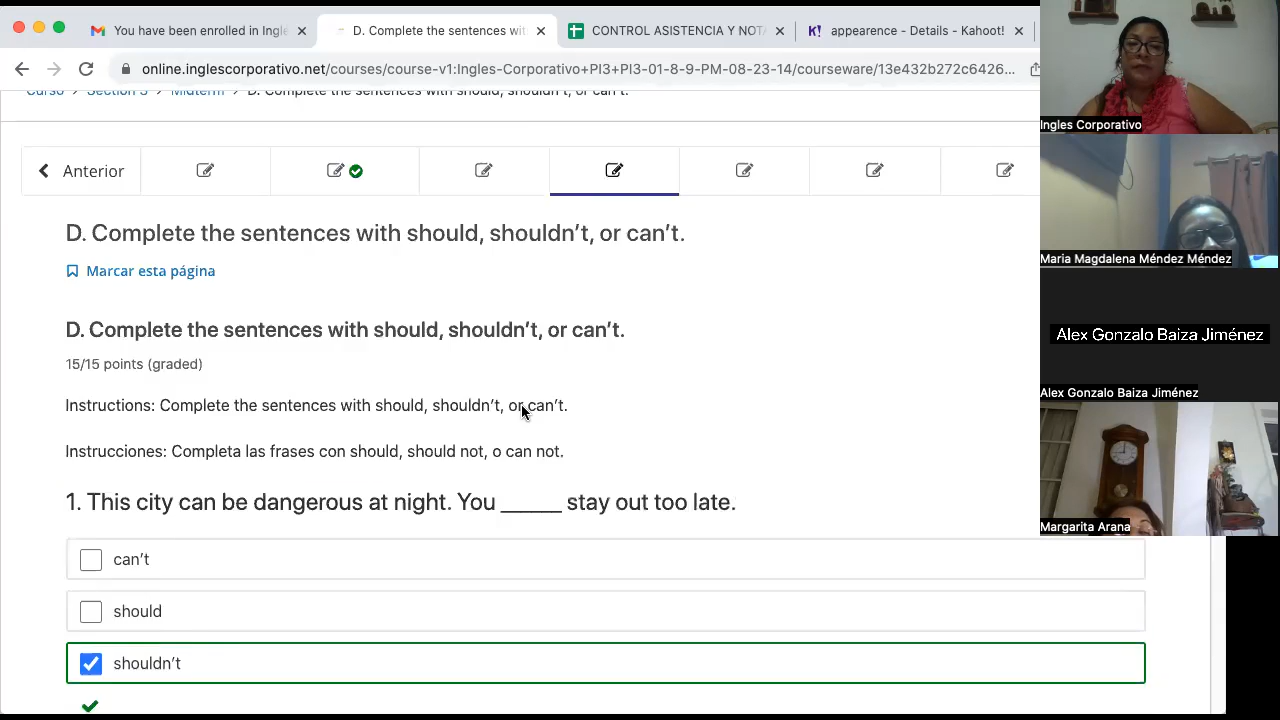 You have been enrolled in Ingle
D. Complete the sentences wit
CONTROL ASISTENCIA Y NOTA
appearence - Details - Kahoot!
online.inglescorporativo.net/courses/course-v1:Ingles-Corporativo+PI3+PI3-01-8-9-PM-08-23-14/courseware/13e432b272c6426...
Curso > Section 3 > Midterm > D. Complete the sentences with should, shouldn't, or can't.
Anterior
D. Complete the sentences with should, shouldn’t, or can’t.
Marcar esta página
D. Complete the sentences with should, shouldn’t, or can’t.
15/15 points (graded)
Instructions: Complete the sentences with should, shouldn’t, or can’t.
Instrucciones: Completa las frases con should, should not, o can not.
1. This city can be dangerous at night. You ______ stay out too late.
can’t
should
shouldn’t
Ingles Corporativo
Maria Magdalena Méndez Méndez
Alex Gonzalo Baiza Jiménez
Alex Gonzalo Baiza Jiménez
Margarita Arana